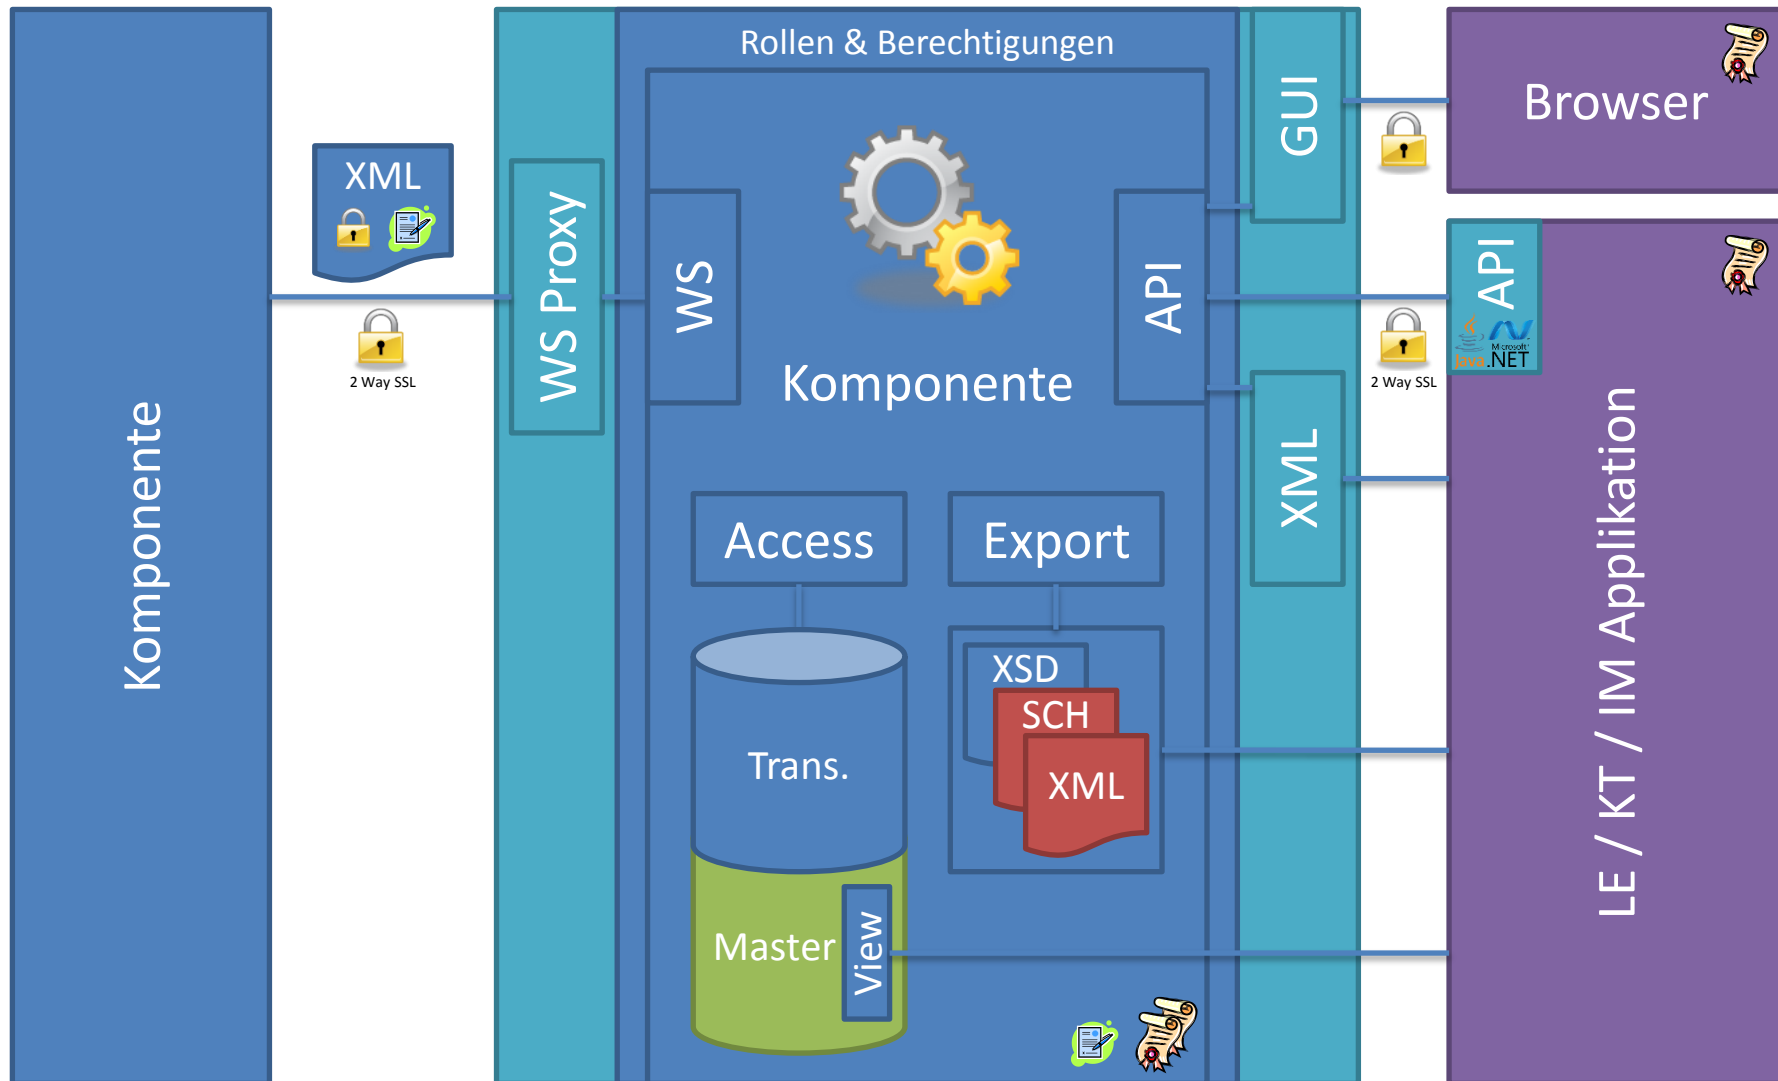 Rollen & Berechtigungen
Komponente
XML
2 Way SSL
WS Proxy
WS
Komponente
API
GUI
Browser
API
Java
Microsoft
.NET
2 Way SSL
XML
LE / KT / IM Applikation
Access
Export
XSD
SCH
XML
Trans.
Master
View